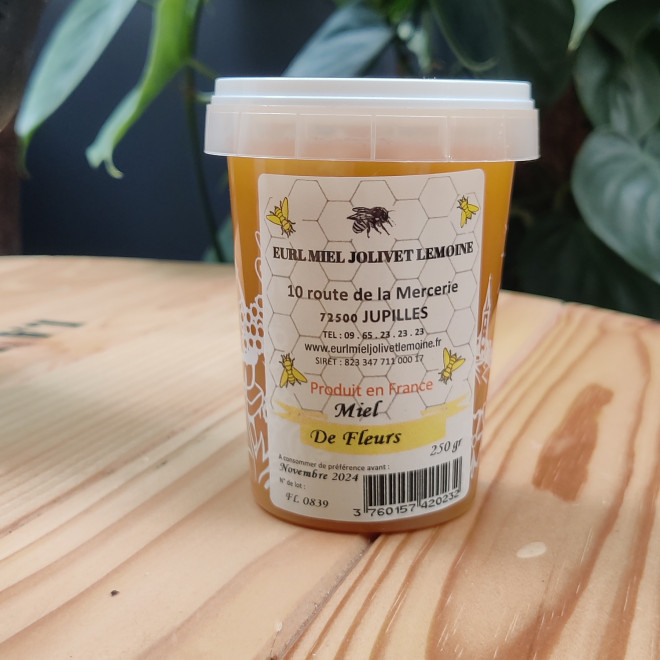 EURL MIEL JOLIVET LEMOINE
10 route de la Mercerie
72500 JUPILLES
TEL : 09 . 65 . 23 . 23 . 23
www.eurlmieljolivetlemoine.fr
SIRÉT : 823 347 711 000 17
Produit en France
Miel
De Fleurs
250 gr
A consommer de préférence avant :
Novembre 2024
N° de lot :
FL 0839
3 760157 420232